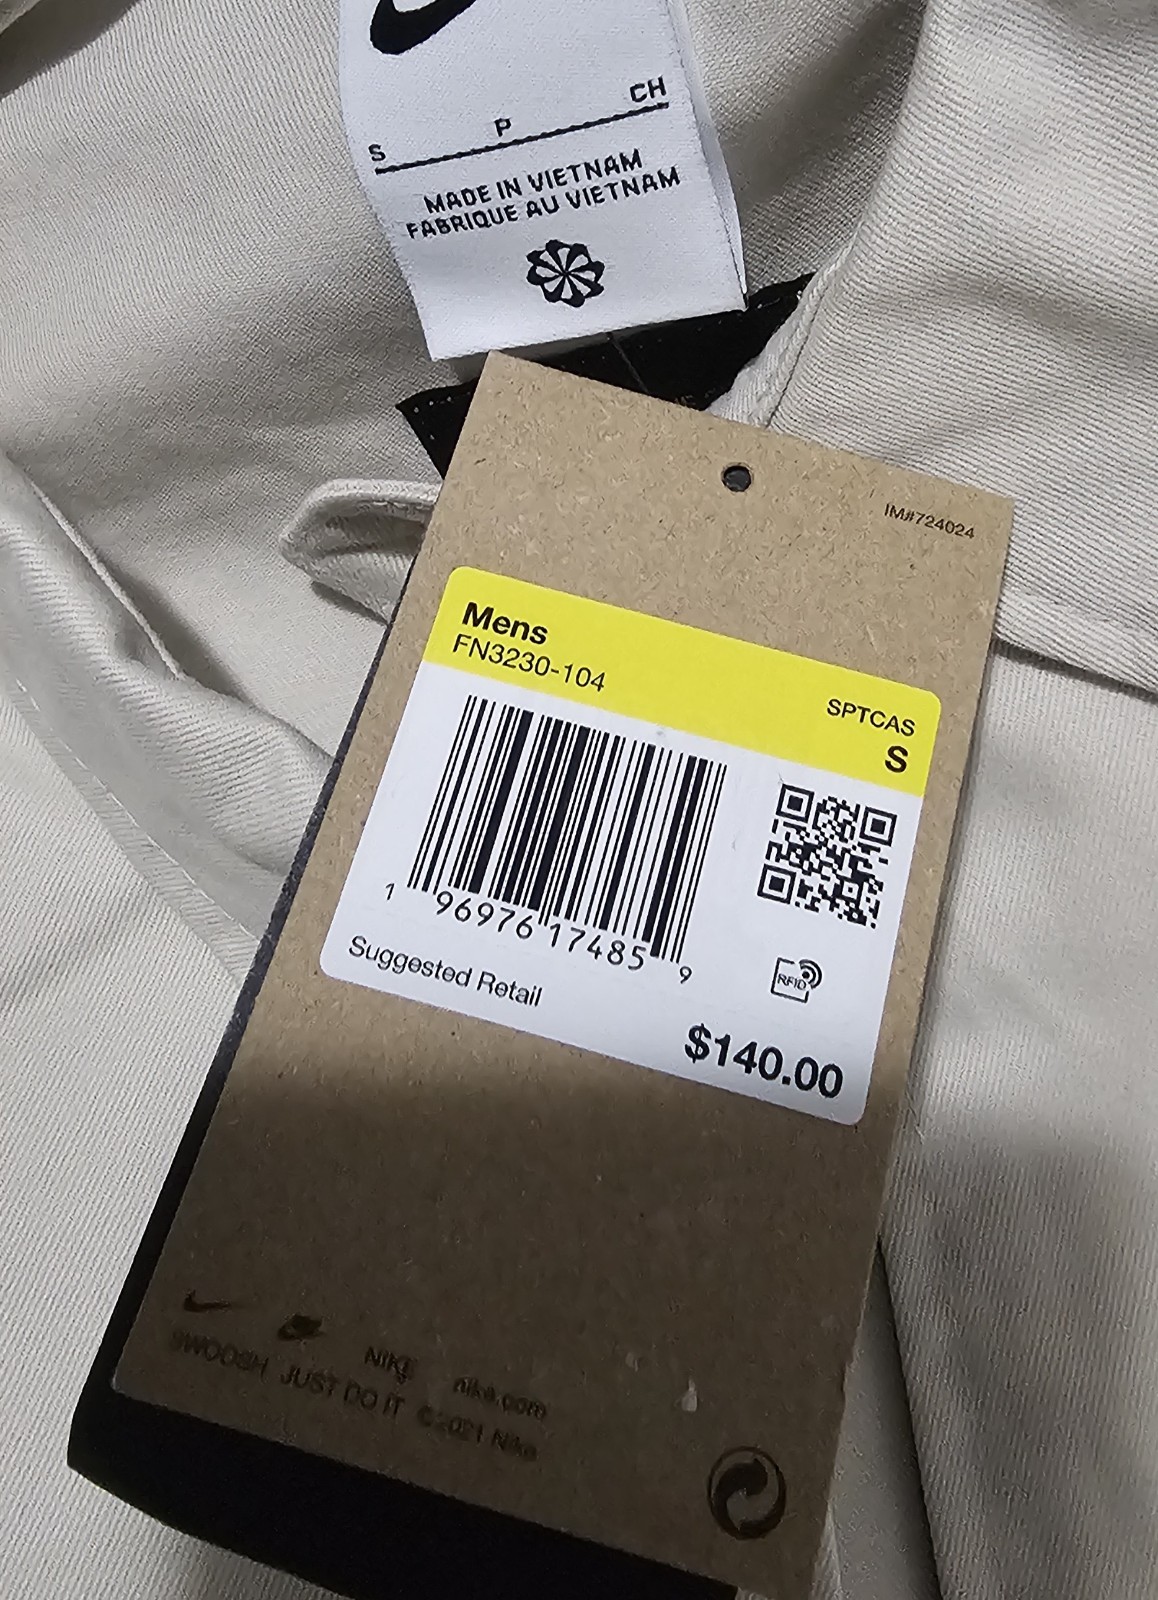 S P CH
MADE IN VIETNAM
FABRIQUE AU VIETNAM
IM#724024
Mens
FN3230-104
SPTCAS
S
1 96976 17485 9
RFID
Suggested Retail
$140.00
NIKE nike.com
SWOOSH JUST DO IT ©2021 Nike